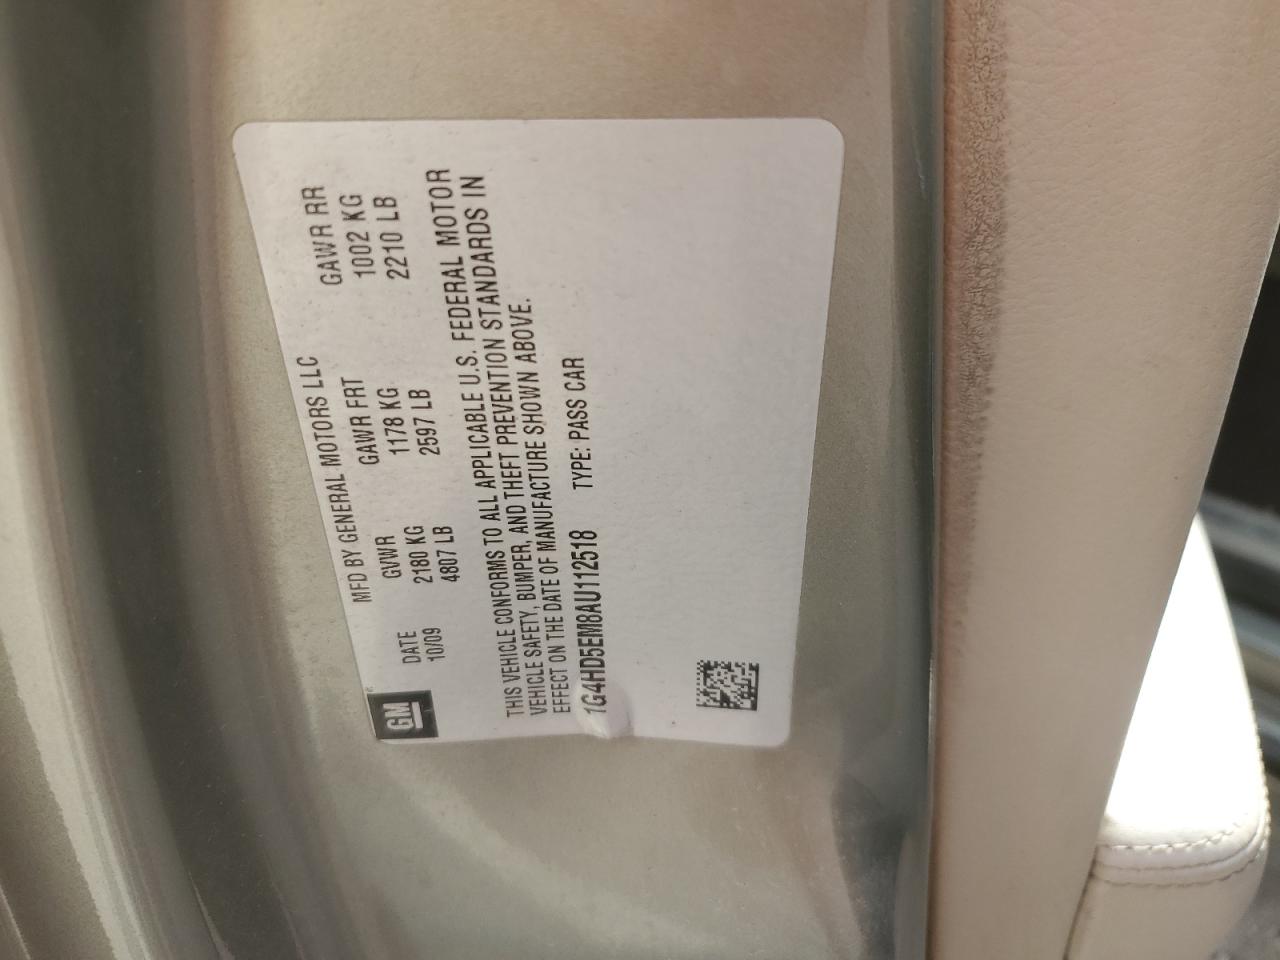 GM
MFD BY GENERAL MOTORS LLC
DATE GVWR GAWR FRT GAWR RR
10/09 2180 KG 1178 KG 1002 KG
4807 LB 2597 LB 2210 LB
THIS VEHICLE CONFORMS TO ALL APPLICABLE U.S. FEDERAL MOTOR
VEHICLE SAFETY, BUMPER, AND THEFT PREVENTION STANDARDS IN
EFFECT ON THE DATE OF MANUFACTURE SHOWN ABOVE.
1G4HD5EM8AU112518 TYPE: PASS CAR